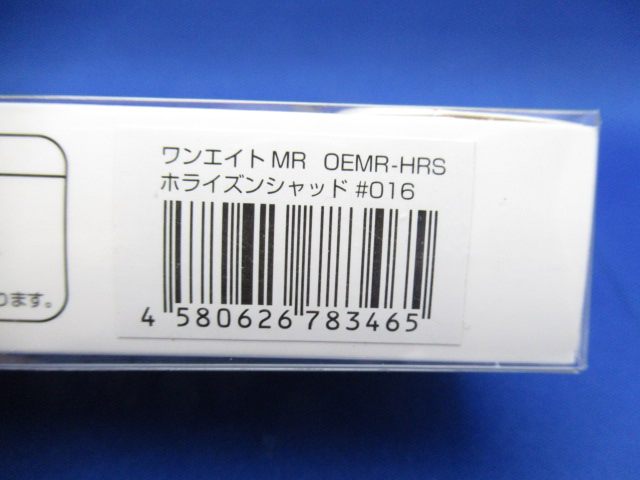 ワンエイトMR OEMR-HRS
ホライズンシャッド #016
4 580626 783465
ります。